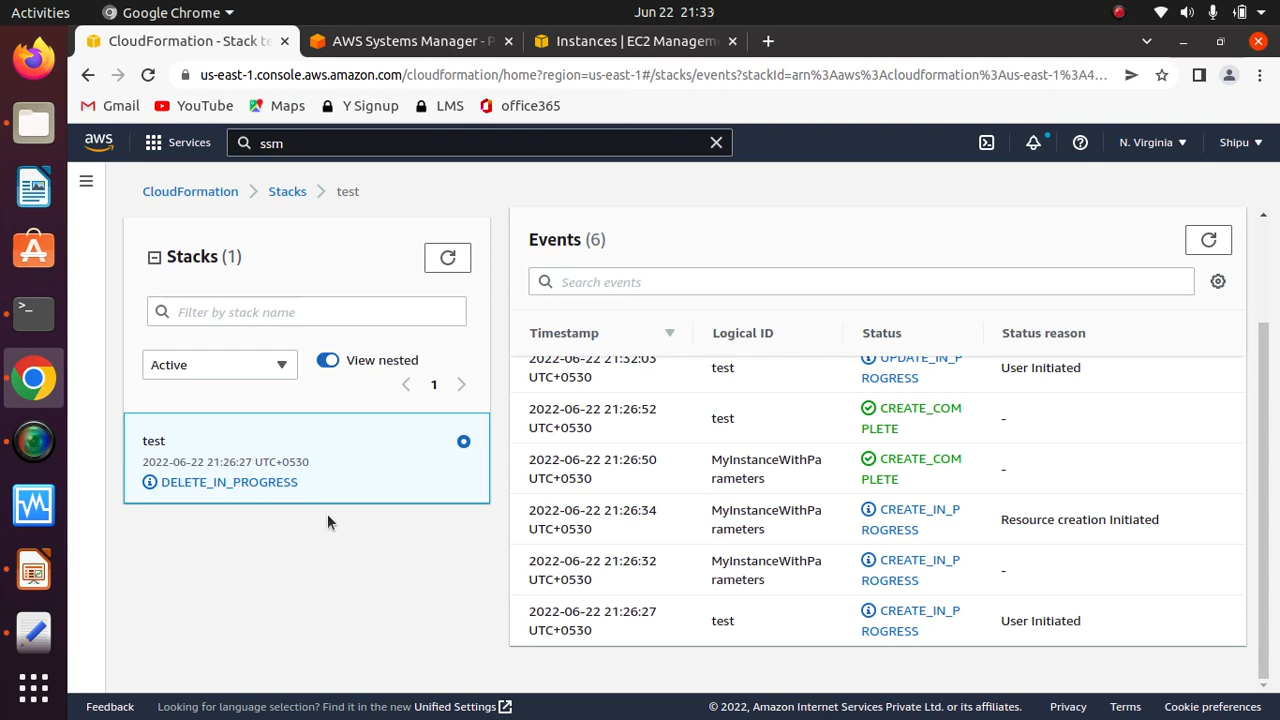 Activities
Google Chrome
Jun 22 21:33
CloudFormation - Stack te
AWS Systems Manager - P
Instances | EC2 Managem
us-east-1.console.aws.amazon.com/cloudformation/home?region=us-east-1#/stacks/events?stackId=arn%3Aaws%3Acloudformation%3Aus-east-1%3A4...
Gmail
YouTube
Maps
Y Signup
LMS
office365
aws
Services
ssm
N. Virginia
Shipu
CloudFormation
Stacks
test
Stacks (1)
Filter by stack name
Active
View nested
1
test
2022-06-22 21:26:27 UTC+0530
DELETE_IN_PROGRESS
Events (6)
Search events
Timestamp
Logical ID
Status
Status reason
2022-06-22 21:32:03
UTC+0530
test
UPDATE_IN_P
ROGRESS
User Initiated
2022-06-22 21:26:52
UTC+0530
test
CREATE_COM
PLETE
-
2022-06-22 21:26:50
UTC+0530
MyInstanceWithPa
rameters
CREATE_COM
PLETE
-
2022-06-22 21:26:34
UTC+0530
MyInstanceWithPa
rameters
CREATE_IN_P
ROGRESS
Resource creation Initiated
2022-06-22 21:26:32
UTC+0530
MyInstanceWithPa
rameters
CREATE_IN_P
ROGRESS
-
2022-06-22 21:26:27
UTC+0530
test
CREATE_IN_P
ROGRESS
User Initiated
Feedback
Looking for language selection? Find it in the new Unified Settings
© 2022, Amazon Internet Services Private Ltd. or its affiliates.
Privacy
Terms
Cookie preferences